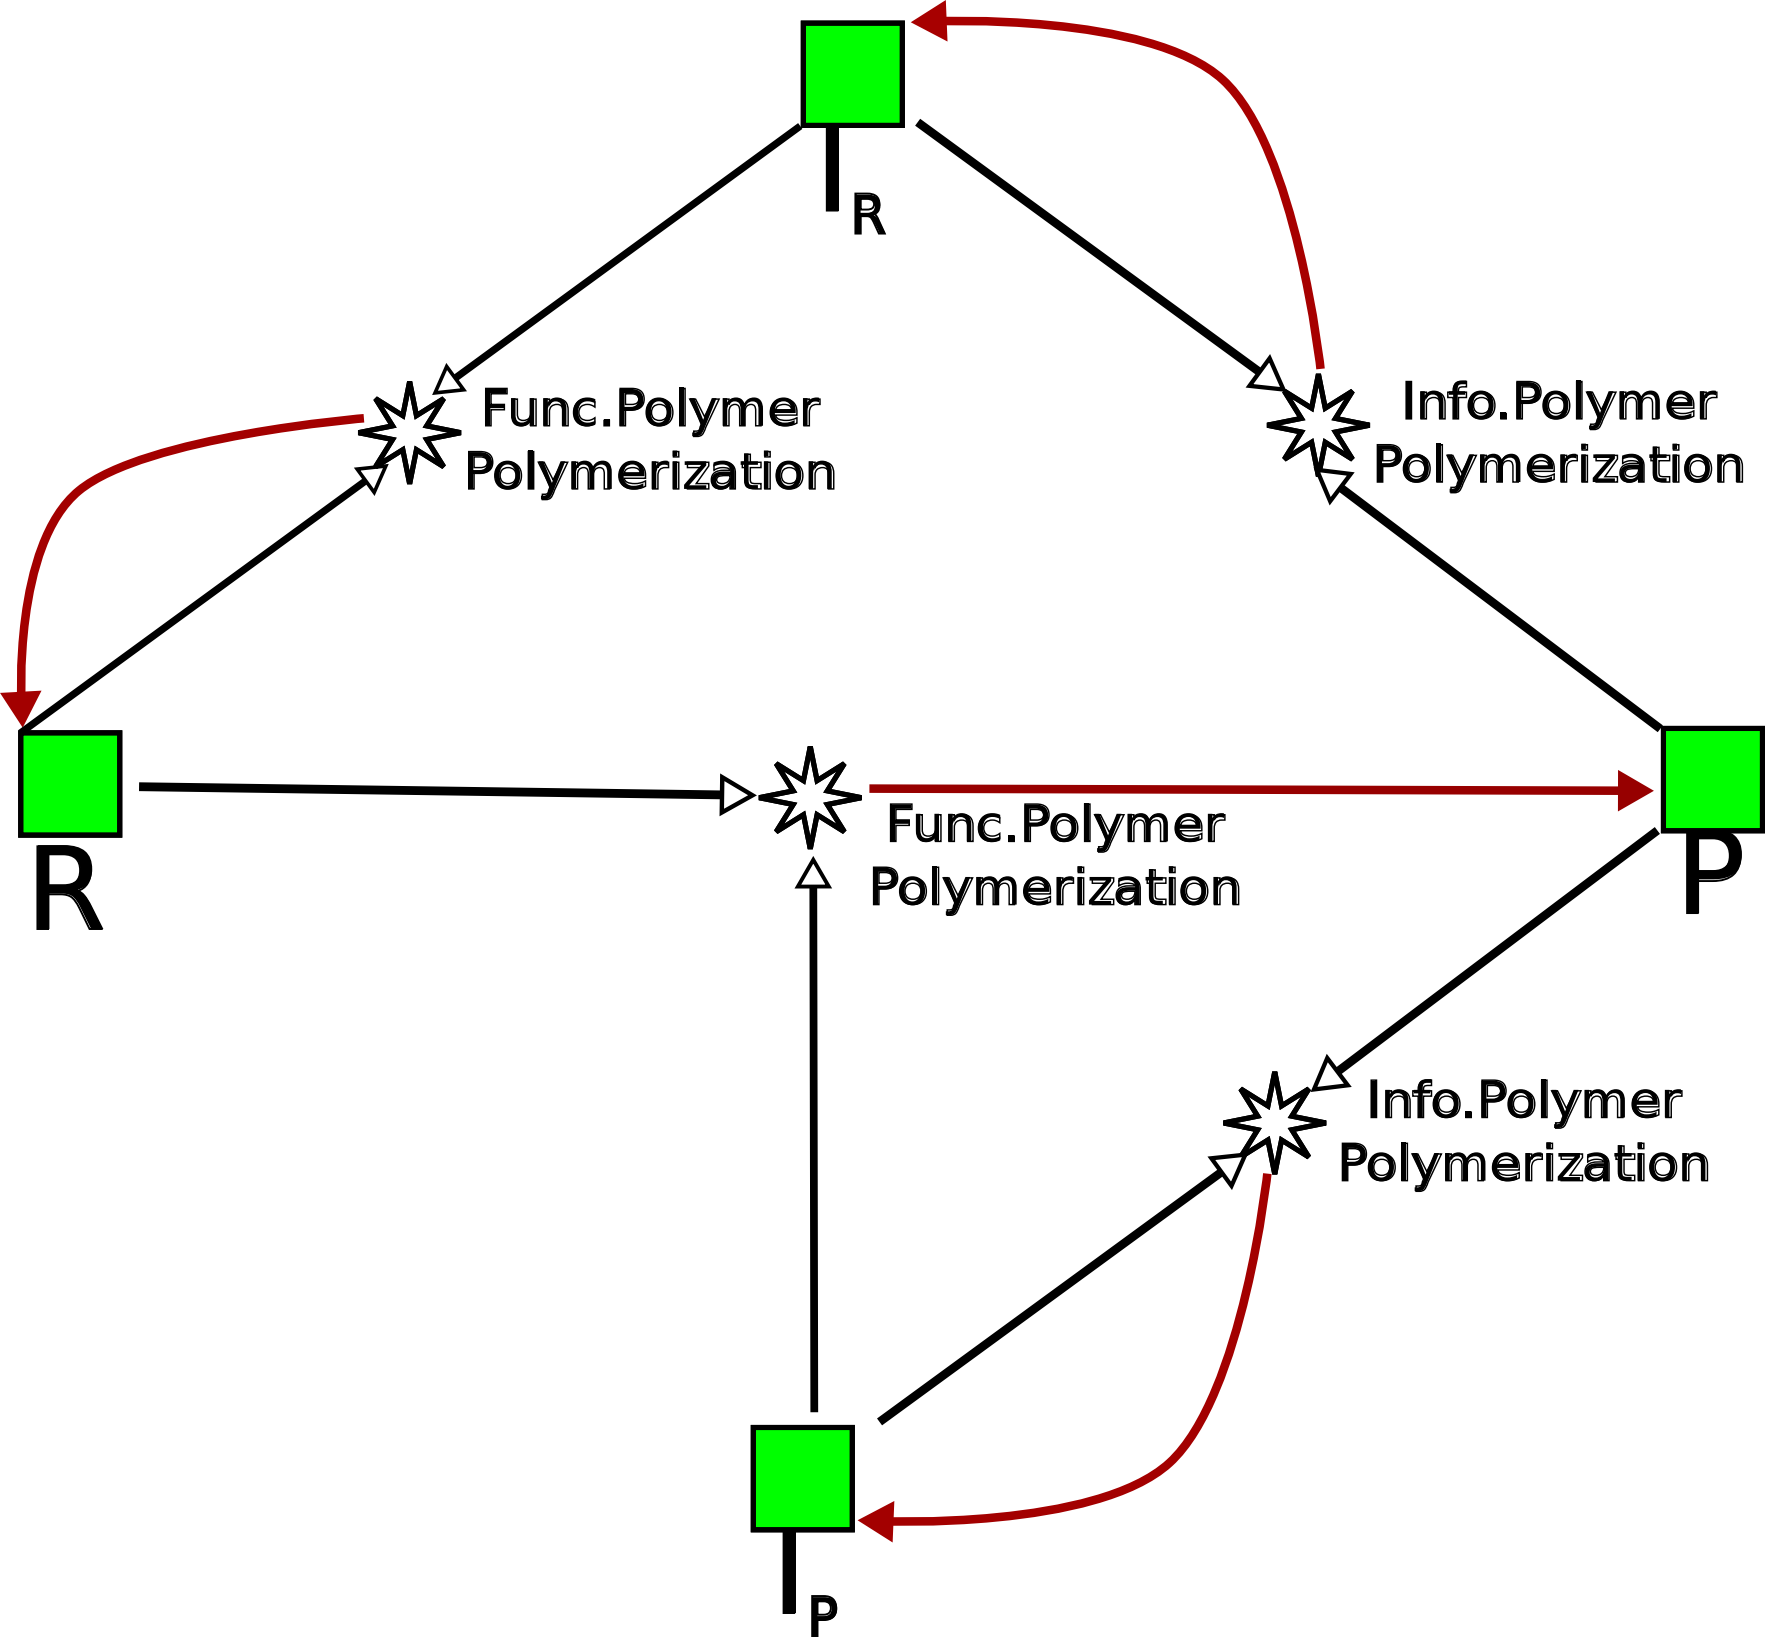 I R
Func.Polymer
Polymerization
Info.Polymer
Polymerization
R
Func.Polymer
Polymerization
P
Info.Polymer
Polymerization
I P